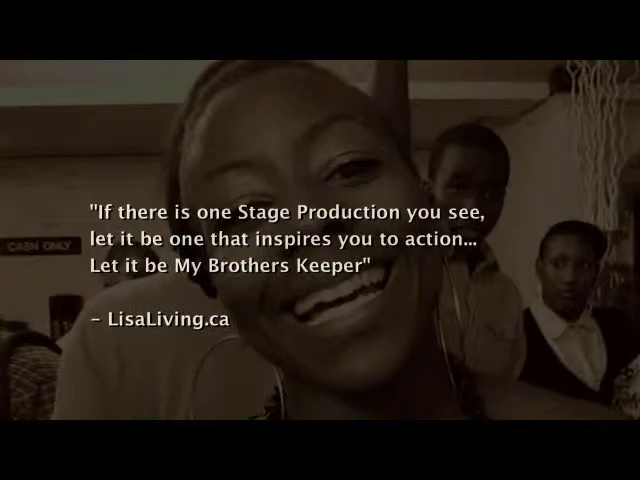 "If there is one Stage Production you see,
let it be one that inspires you to action...
Let it be My Brothers Keeper"
- LisaLiving.ca
CASH ONLY